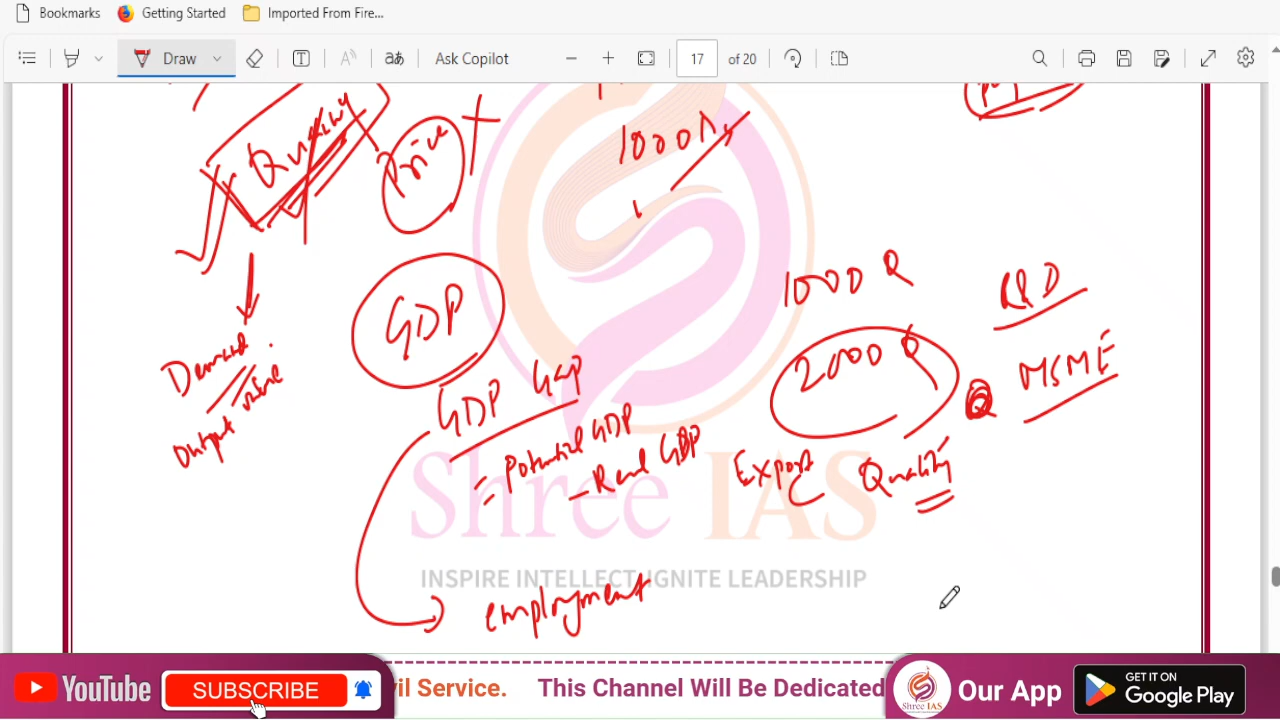 Bookmarks Getting Started Imported From Fire...
Draw Ask Copilot 17 of 20
Quality
Price
1000
GDP
1000 Q
R&D
2000 Q
MSME
Demand
Output
GDP Gap
= Potential GDP
- Real GDP
Export
Quality
employment
Shree IAS
INSPIRE INTELLECT IGNITE LEADERSHIP
YouTube SUBSCRIBE vil Service. This Channel Will Be Dedicated Shree IAS Our App GET IT ON Google Play